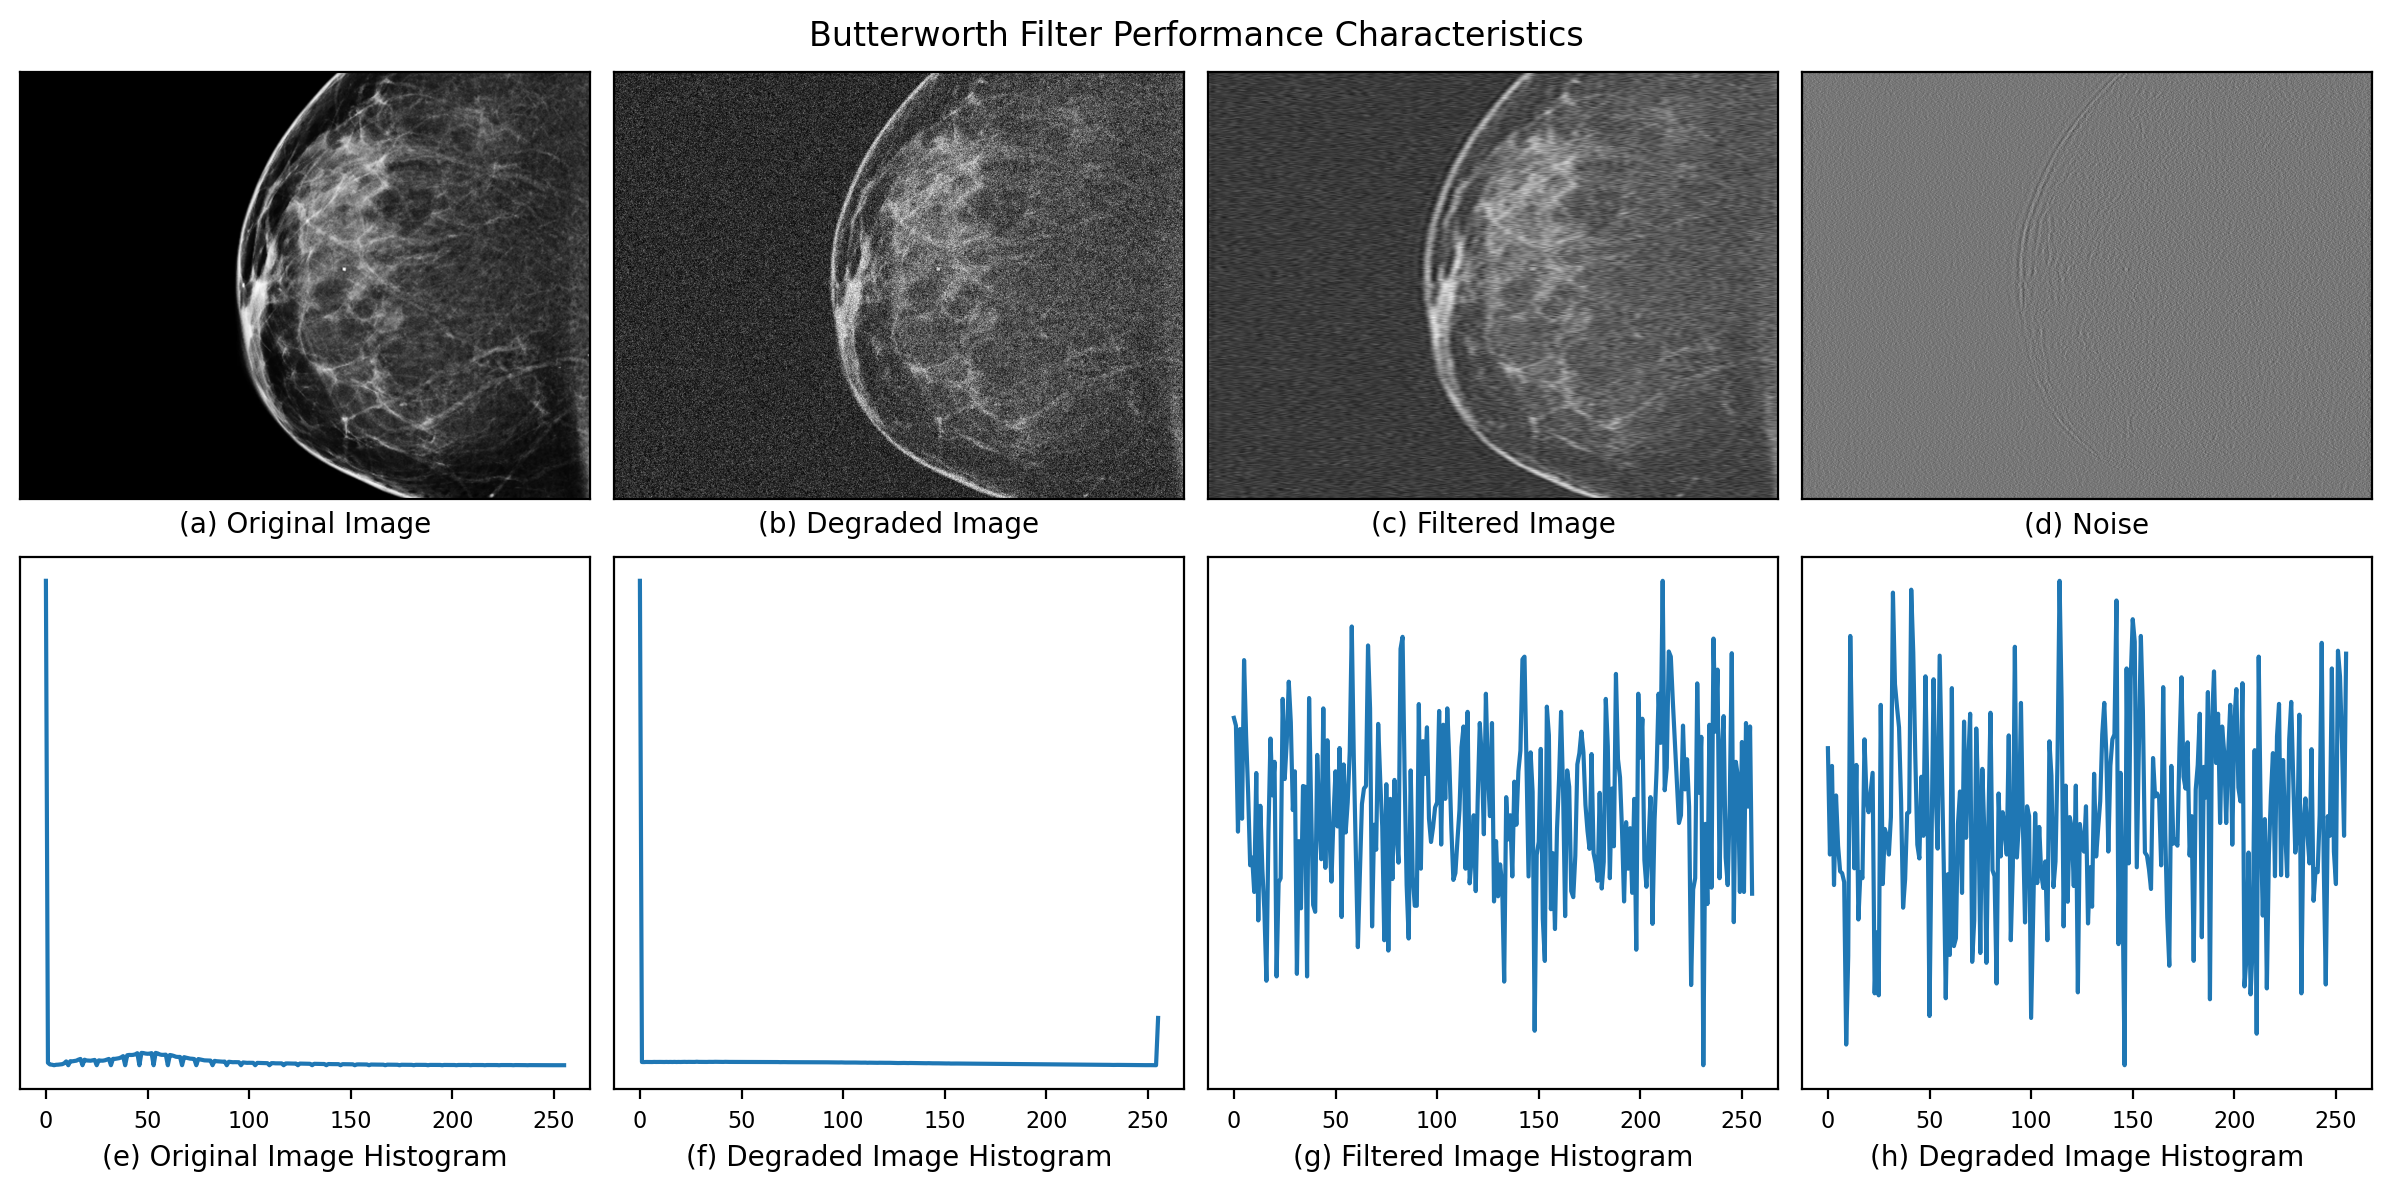 Butterworth Filter Performance Characteristics
(a) Original Image
(b) Degraded Image
(c) Filtered Image
(d) Noise
0 50 100 150 200 250
(e) Original Image Histogram
0 50 100 150 200 250
(f) Degraded Image Histogram
0 50 100 150 200 250
(g) Filtered Image Histogram
0 50 100 150 200 250
(h) Degraded Image Histogram